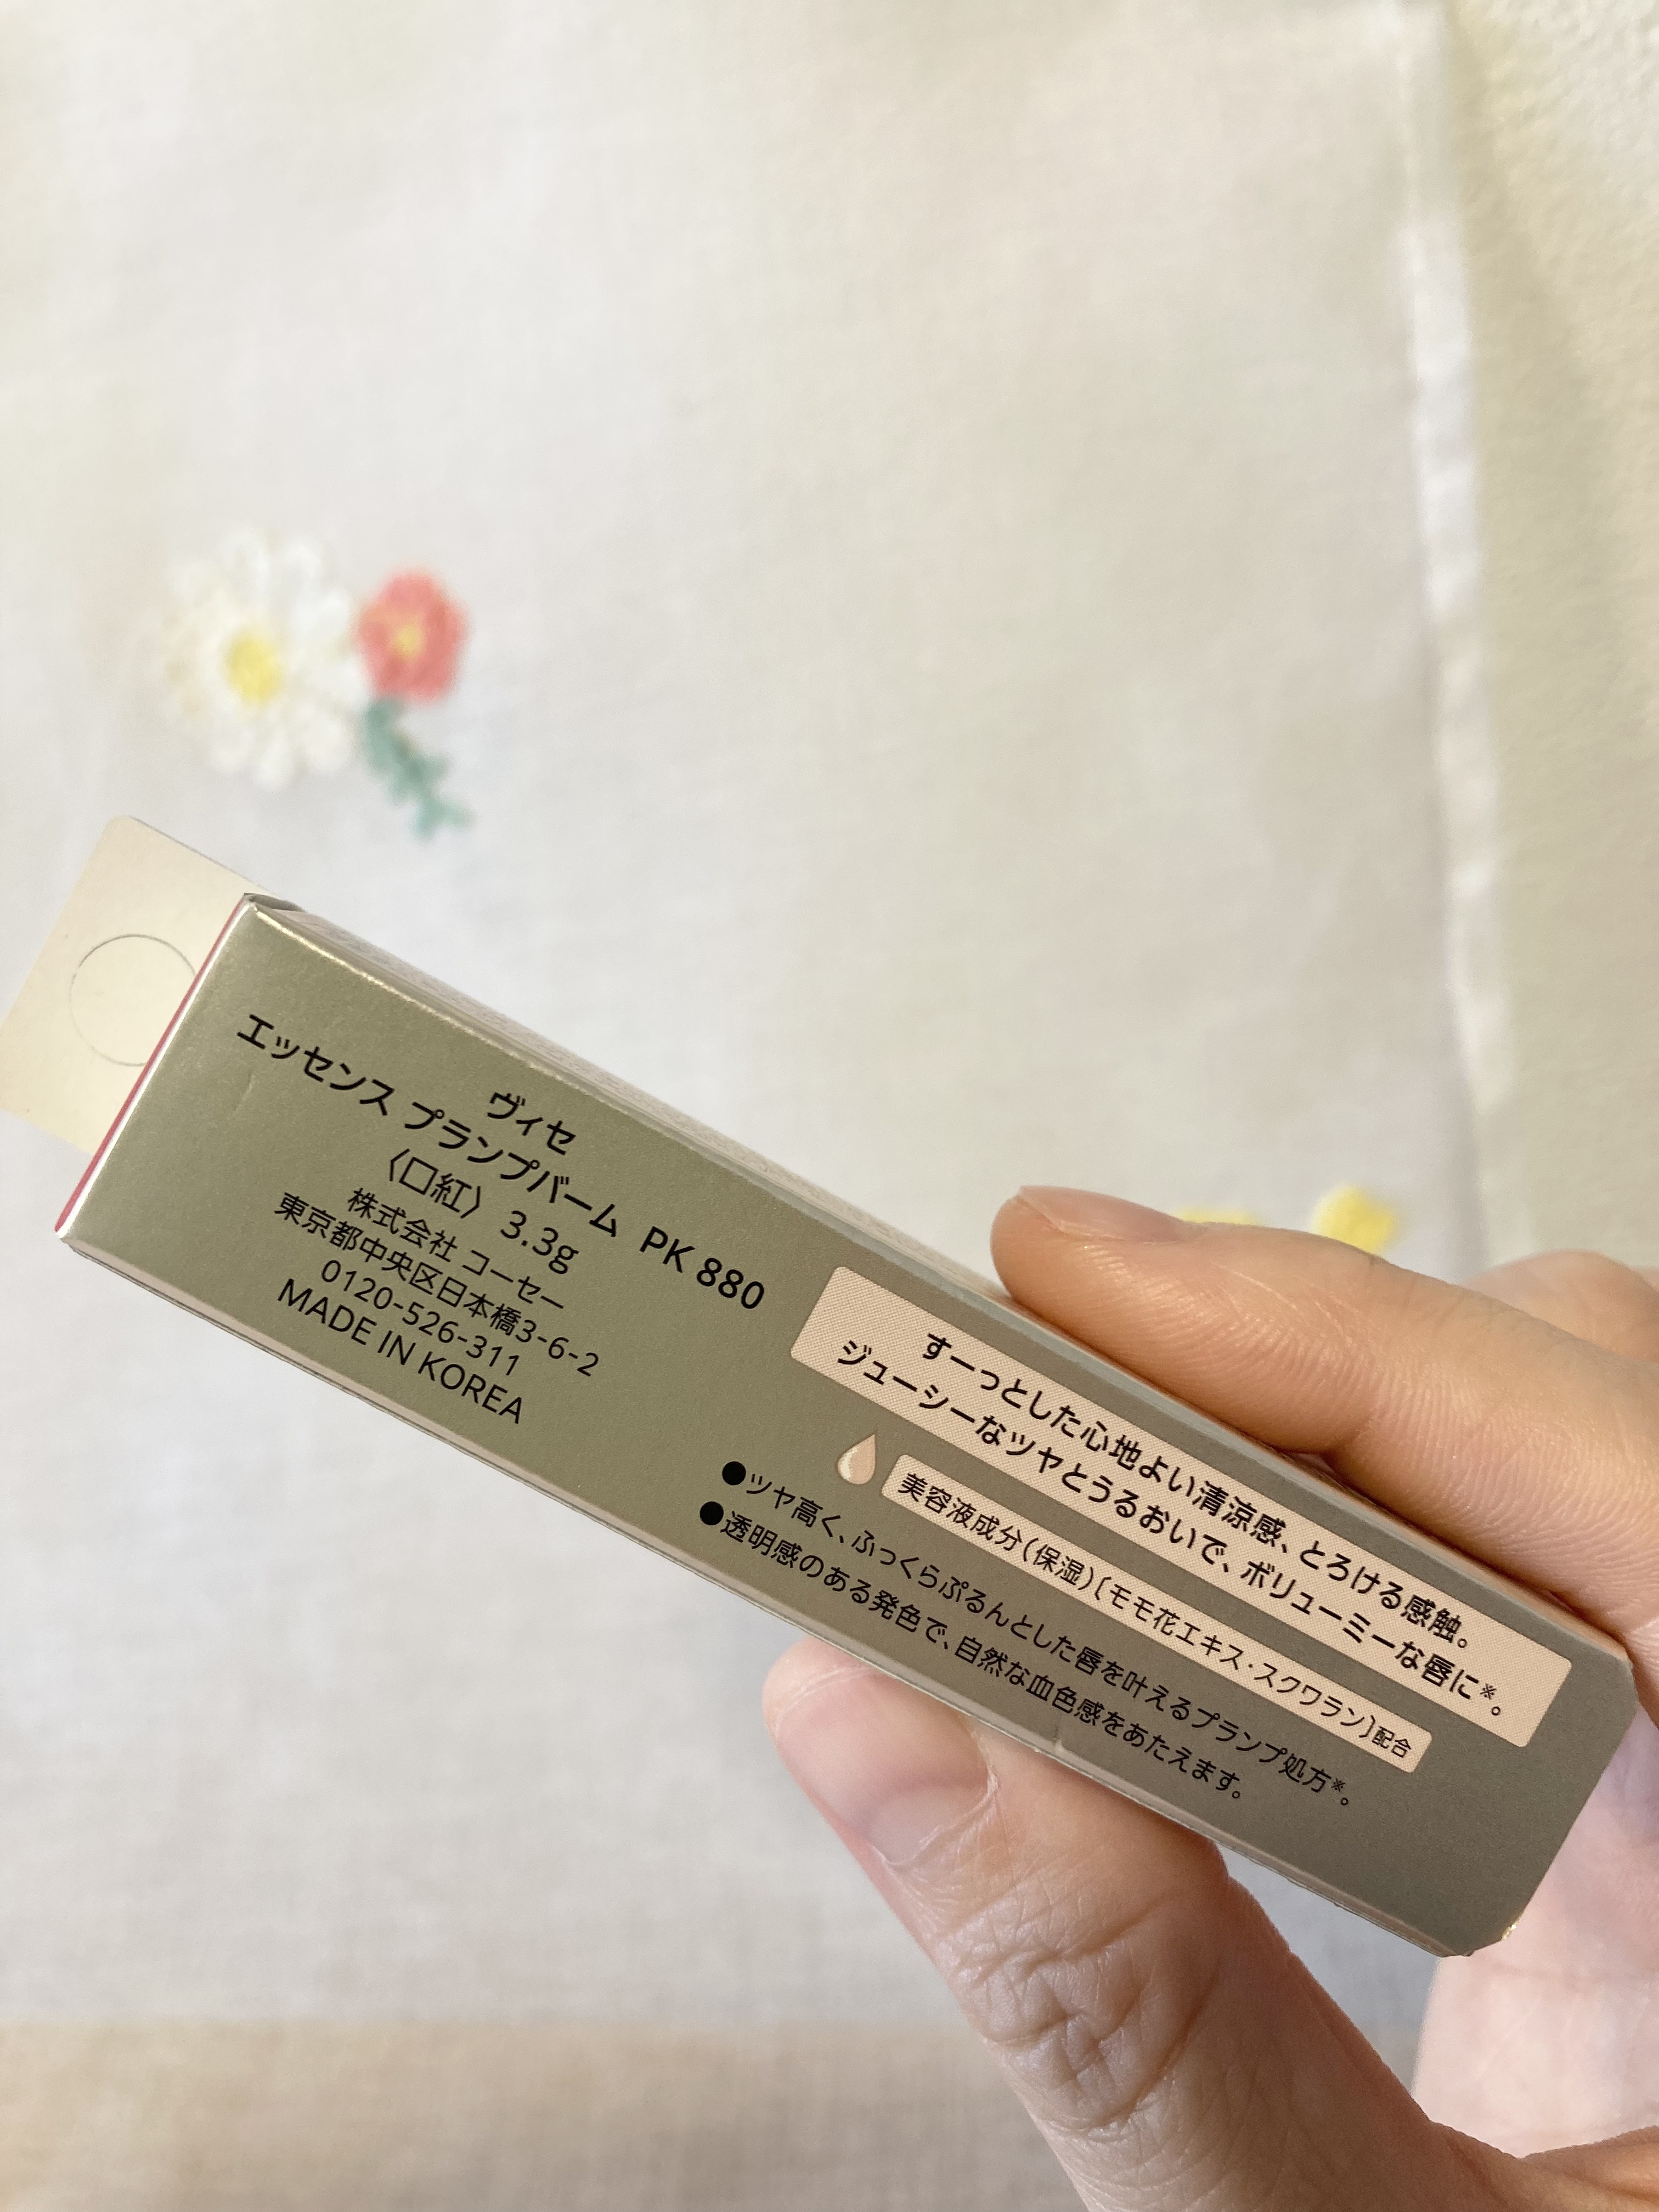 ヴィセ
エッセンス プランプバーム PK 880
〈口紅〉 3.3g
株式会社 コーセー
東京都中央区日本橋3-6-2
0120-526-311
MADE IN KOREA
すーっとした心地よい清涼感、とろける感触。
ジューシーなツヤとうるおいで、ボリューミーな唇に※。
美容液成分(保湿)〔モモ花エキス・スクワラン〕配合
●ツヤ高く、ふっくらぷるんとした唇を叶えるプランプ処方※。
●透明感のある発色で、自然な血色感をあたえます。